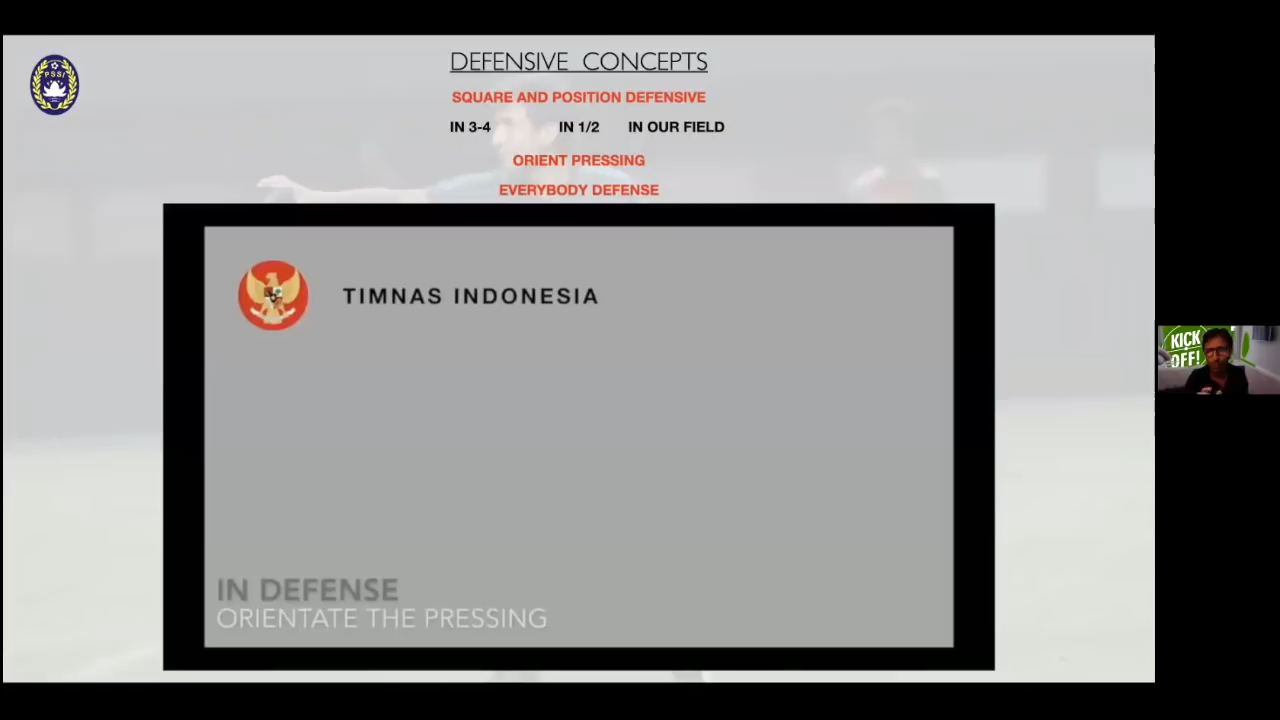 DEFENSIVE CONCEPTS
PSSI
SQUARE AND POSITION DEFENSIVE
IN 3-4 IN 1/2 IN OUR FIELD
ORIENT PRESSING
EVERYBODY DEFENSE
TIMNAS INDONESIA
KICK
OFF!
IN DEFENSE
ORIENTATE THE PRESSING